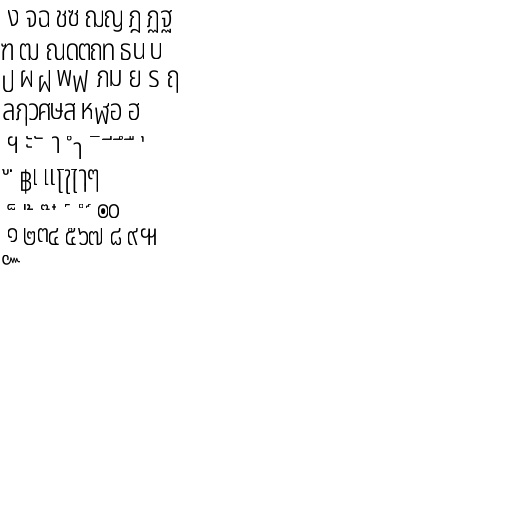 ง จฉ ชซ ฌญ ฎ ฏฐ
ฑ ฒ ณดตถท ธนบ
ป ผ ฝ พฟ ภม ย ร ฤ
ลฦวศษส หฬอ ฮ
ฯ ะ ั า ำ ิ ี ึ ื ุ
ู ฺ ฿เ แโใไๅๆ
็ ่ ้ ๊ ๋ ์ ํ ๎ ๏๐
๑ ๒๓๔ ๕๖๗ ๘ ๙๚
๛